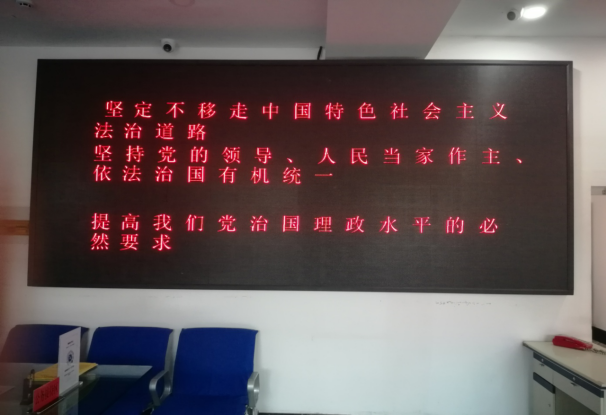 坚定不移走中国特色社会主义
法治道路
坚持党的领导、人民当家作主、
依法治国有机统一
提高我们党治国理政水平的必
然要求